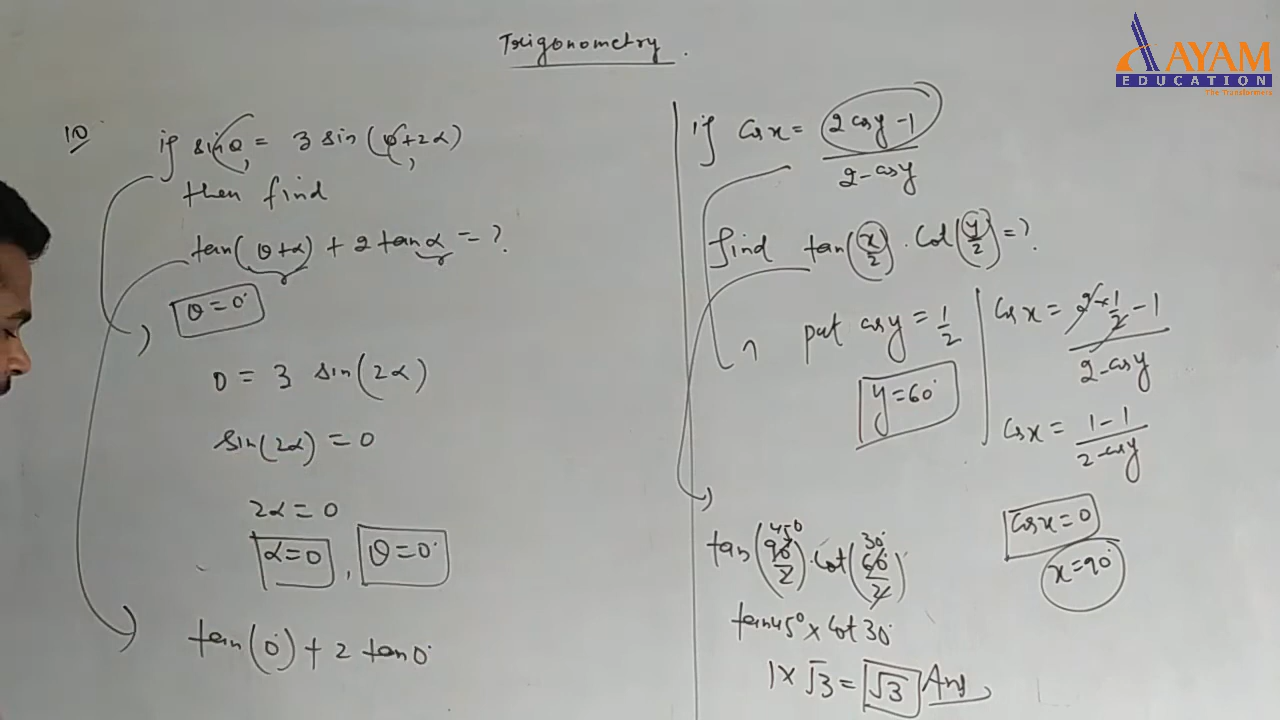 Trigonometry.
AYAM
EDUCATION
The Transformers
10
if sinθ = 3 sin(θ+2α)
then find
tan(θ+α) + 2 tanα = ?
θ = 0°
0 = 3 sin(2α)
sin(2α) = 0
2α = 0
α=0, θ=0°
tan(0°) + 2 tan0°
if Cosx = (2cosy - 1)/(2-cosy)
find tan(x/2) . Cot(y/2) = ?
put cosy = 1/2
y=60°
Cosx = (2×1/2 - 1)/(2-cosy)
Cosx = (1-1)/(2-cosy)
Cosx = 0
x=90°
tan(90°/2) . Cot(60°/2)
45°
30°
tan45° × Cot 30°
1 × √3 = √3 Ans